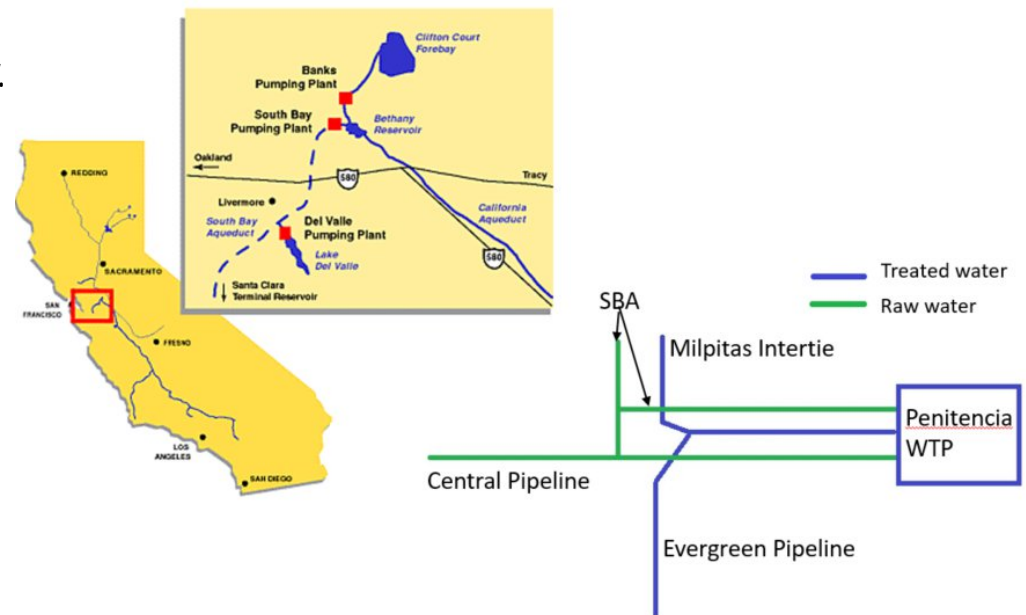 Clifton Court
Forebay
Banks
Pumping Plant
South Bay
Pumping Plant
Bethany
Reservoir
Oakland
580
Tracy
Livermore
California
Aqueduct
South Bay
Aqueduct
Del Valle
Pumping Plant
580
Lake
Del Valle
Santa Clara
Terminal Reservoir
REDDING
SACRAMENTO
SAN
FRANCISCO
FRESNO
LOS
ANGELES
SAN DIEGO
Treated water
Raw water
SBA
Milpitas Intertie
Penitencia
WTP
Central Pipeline
Evergreen Pipeline